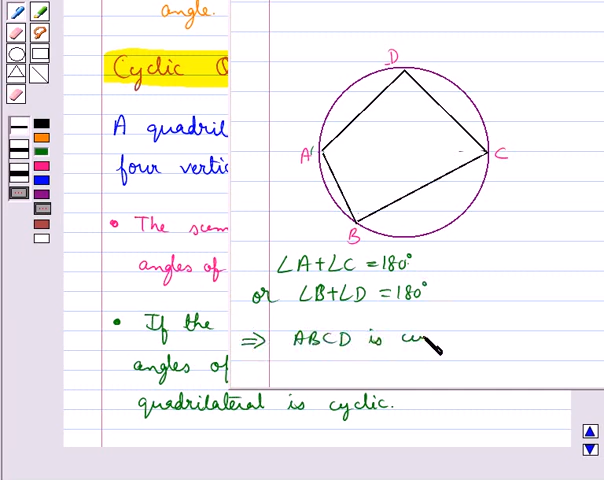 angle.
Cyclic
A quadril
four vertic
• The
angles of
• If the
angles of
quadrilateral is cyclic.
D
A
C
B
∠A+∠C = 180°
or ∠B+∠D = 180°
⇒ ABCD is